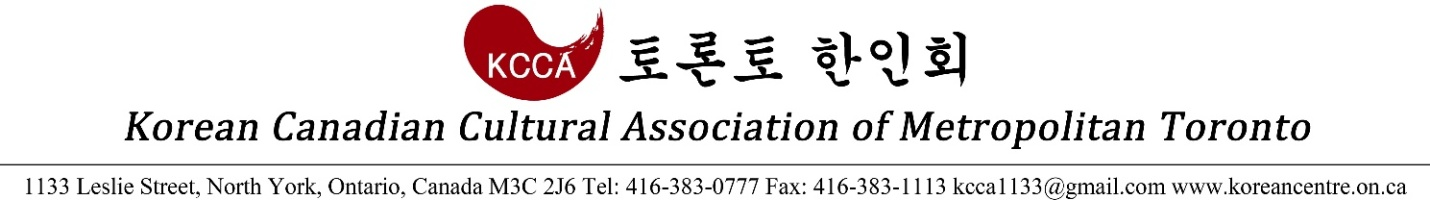 KCCA 토론토 한인회
Korean Canadian Cultural Association of Metropolitan Toronto
1133 Leslie Street, North York, Ontario, Canada M3C 2J6 Tel: 416-383-0777 Fax: 416-383-1113 kcca1133@gmail.com www.koreancentre.on.ca